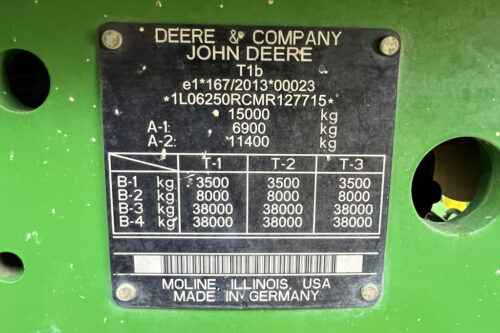 DEERE & COMPANY
JOHN DEERE
T1b
e1*167/2013*00023
*1L06250RCMR127715*
15000 kg
A-1: 6900 kg
A-2: 11400 kg
T-1 T-2 T-3
B-1 kg 3500 3500 3500
B-2 kg 8000 8000 8000
B-3 kg 38000 38000 38000
B-4 kg 38000 38000 38000
MOLINE, ILLINOIS, USA
MADE IN GERMANY